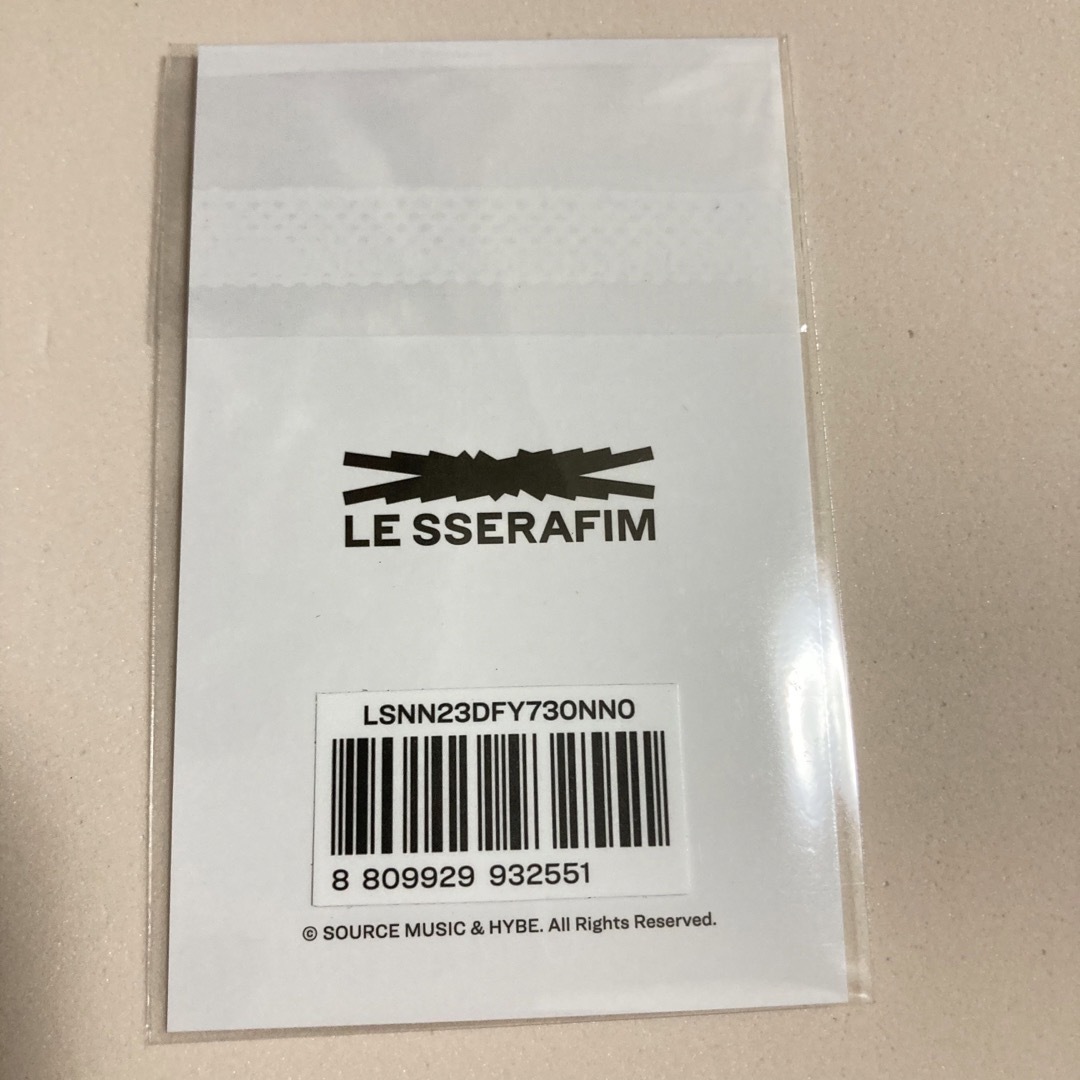 LE SSERAFIM
LSNN23DFY730NN0
8 809929 932551
© SOURCE MUSIC & HYBE. All Rights Reserved.